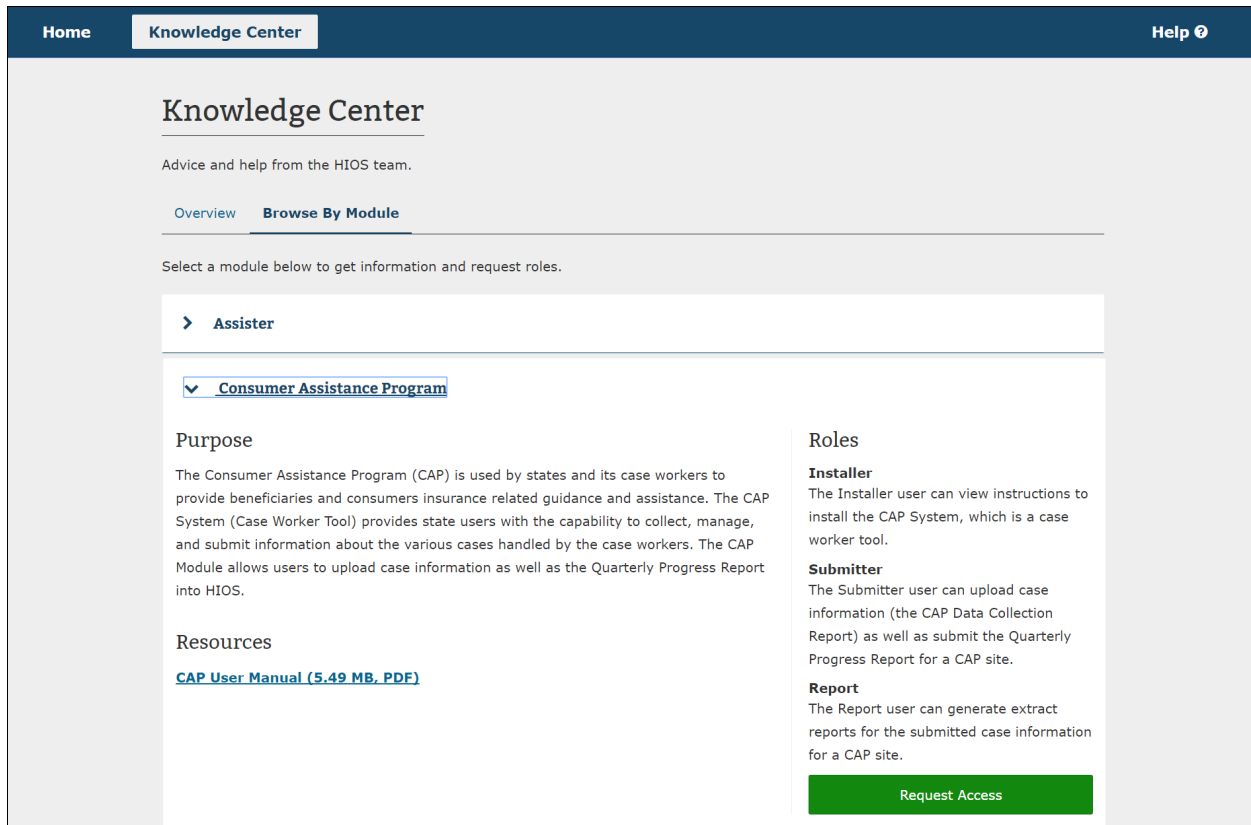 Home
Knowledge Center
Help
Knowledge Center
Advice and help from the HIOS team.
Overview
Browse By Module
Select a module below to get information and request roles.
Assister
Consumer Assistance Program
Purpose
The Consumer Assistance Program (CAP) is used by states and its case workers to
provide beneficiaries and consumers insurance related guidance and assistance. The CAP
System (Case Worker Tool) provides state users with the capability to collect, manage,
and submit information about the various cases handled by the case workers. The CAP
Module allows users to upload case information as well as the Quarterly Progress Report
into HIOS.
Resources
CAP User Manual (5.49 MB, PDF)
Roles
Installer
The Installer user can view instructions to
install the CAP System, which is a case
worker tool.
Submitter
The Submitter user can upload case
information (the CAP Data Collection
Report) as well as submit the Quarterly
Progress Report for a CAP site.
Report
The Report user can generate extract
reports for the submitted case information
for a CAP site.
Request Access